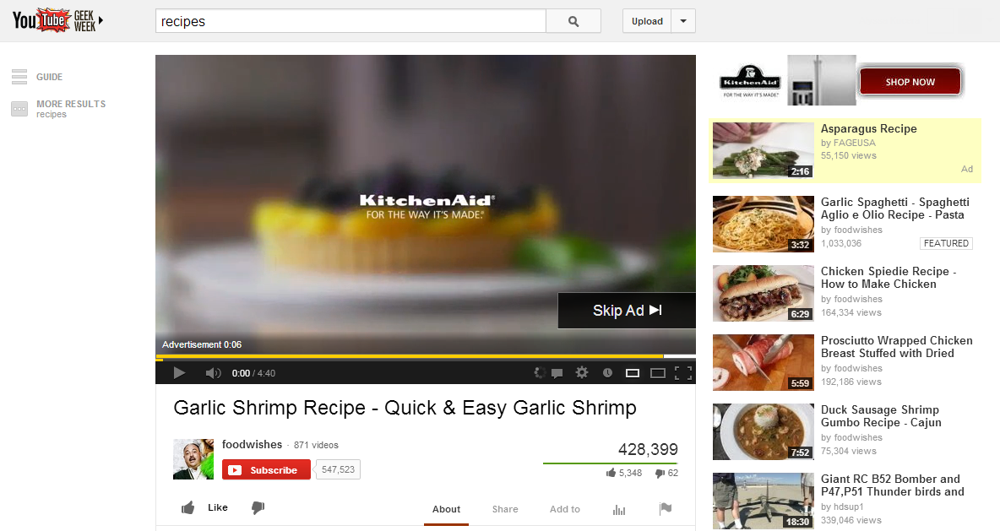 You Tube GEEK WEEK
recipes
Upload
GUIDE
MORE RESULTS
recipes
KitchenAid®
FOR THE WAY IT'S MADE.®
Skip Ad
Advertisement 0:06
0:00 / 4:40
Garlic Shrimp Recipe - Quick & Easy Garlic Shrimp
foodwishes · 871 videos
Subscribe 547,523
428,399
5,348 62
Like
About Share Add to
KitchenAid®
FOR THE WAY IT'S MADE.®
SHOP NOW
2:16
Asparagus Recipe
by FAGEUSA
55,150 views
Ad
3:32
Garlic Spaghetti - Spaghetti
Aglio e Olio Recipe - Pasta
by foodwishes
1,033,036 FEATURED
6:29
Chicken Spiedie Recipe -
How to Make Chicken
by foodwishes
164,334 views
5:59
Prosciutto Wrapped Chicken
Breast Stuffed with Dried
by foodwishes
192,186 views
7:52
Duck Sausage Shrimp
Gumbo Recipe - Cajun
by foodwishes
75,304 views
18:30
Giant RC B52 Bomber and
P47,P51 Thunder birds and
by hdsup1
339,046 views